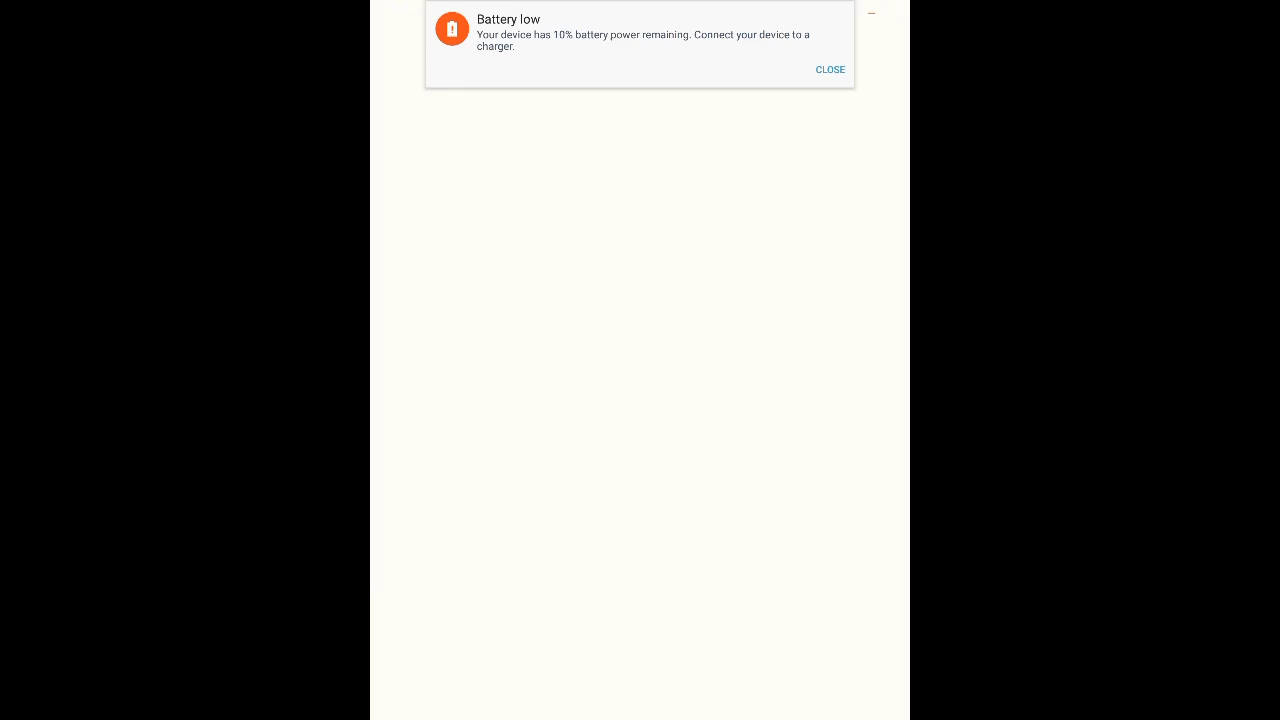 Battery low
Your device has 10% battery power remaining. Connect your device to a
charger.
CLOSE